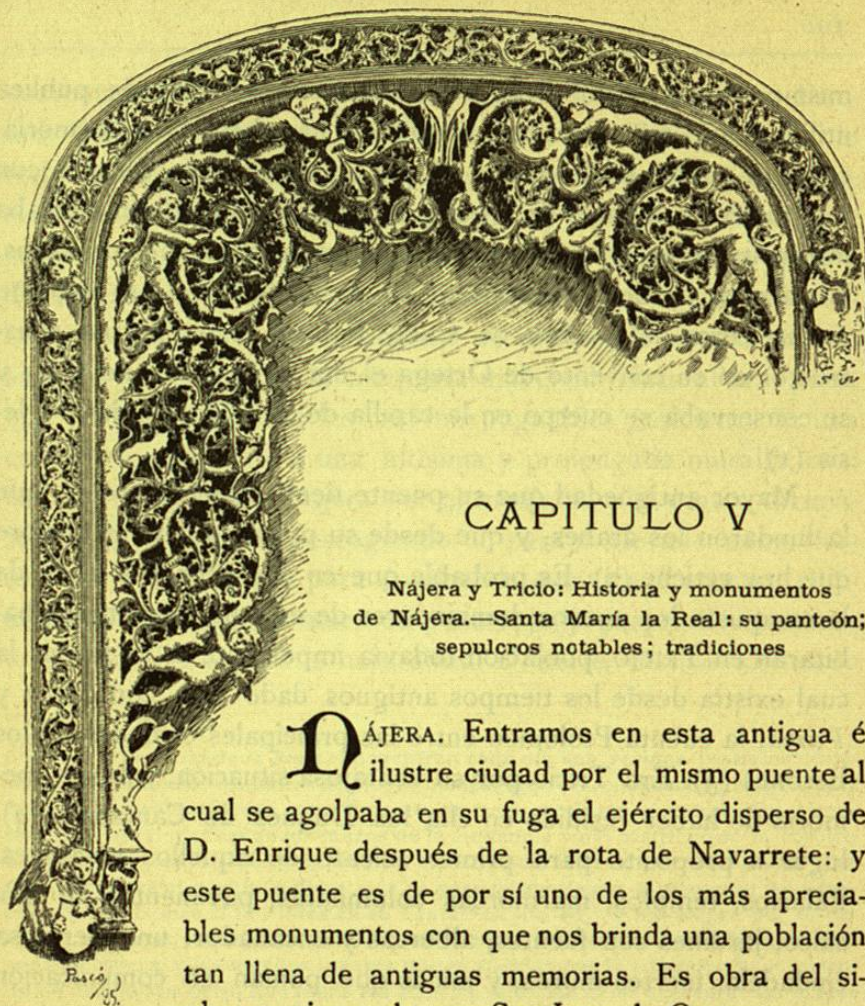 CAPITULO V
Nájera y Tricio: Historia y monumentos
de Nájera.—Santa María la Real: su panteón;
sepulcros notables; tradiciones
NÁJERA. Entramos en esta antigua é
ilustre ciudad por el mismo puente al
cual se agolpaba en su fuga el ejército disperso de
D. Enrique después de la rota de Navarrete: y
este puente es de por sí uno de los más aprecia-
bles monumentos con que nos brinda una población
tan llena de antiguas memorias. Es obra del si-